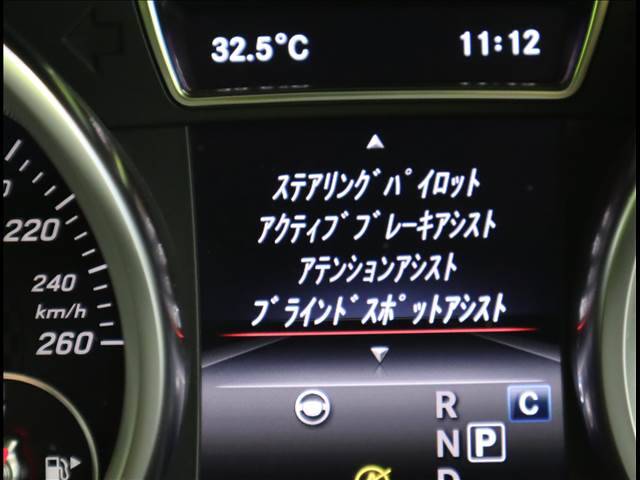 32.5°C 11:12
ｽﾃｱﾘﾝｸﾞﾊﾟｲﾛｯﾄ
ｱｸﾃｨﾌﾞﾌﾞﾚｰｷｱｼｽﾄ
ｱﾃﾝｼｮﾝｱｼｽﾄ
ﾌﾞﾗｲﾝﾄﾞｽﾎﾟｯﾄｱｼｽﾄ
220
240
km/h
260
R C
N P
D